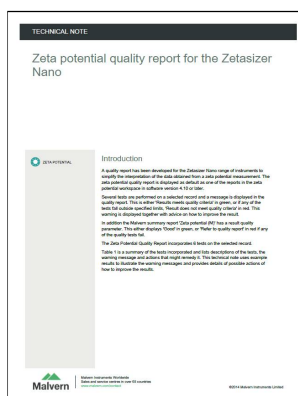 TECHNICAL NOTE
Zeta potential quality report for the Zetasizer
Nano
ZETA POTENTIAL
Introduction
A quality report has been developed for the Zetasizer Nano range of instruments to
simplify the interpretation of the data obtained from a zeta potential measurement. The
zeta potential quality report is displayed as default as one of the reports in the zeta
potential workspace in software version 4.10 or later.
Several tests are performed on a selected record and a message is displayed in the
quality report. This is either 'Results meets quality criteria' in green, or if any of the
tests fall outside specified limits, 'Result does not meet quality criteria' in red. This
warning is displayed together with advice on how to improve the result.
In addition the Malvern summary report 'Zeta potential (M)' has a result quality
parameter. This either displays 'Good' in green, or 'Refer to quality report' in red if any
of the quality tests fail.
The Zeta Potential Quality Report incorporates 6 tests on the selected record.
Table 1 is a summary of the tests incorporated and lists descriptions of the tests, the
warning message and actions that might remedy it. This technical note uses example
results to illustrate the warning messages and provides details of possible actions of
how to improve the results.
Malvern
Malvern Instruments Worldwide
Sales and service centres in over 65 countries
www.malvern.com/contact
©2014 Malvern Instruments Limited